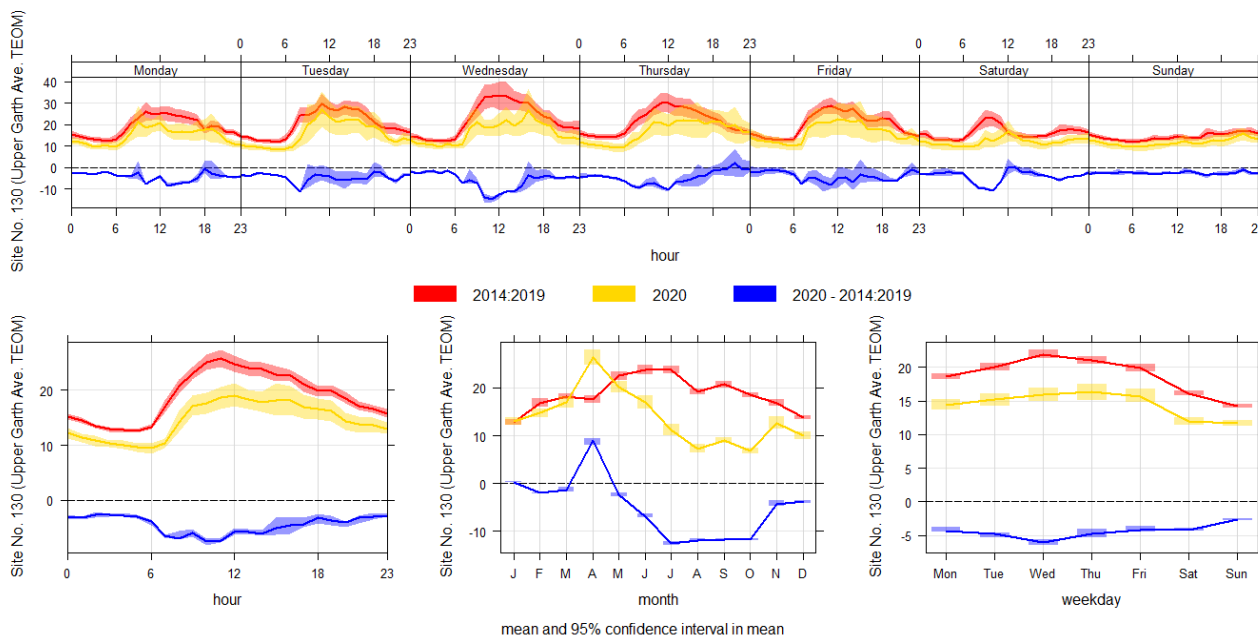 0 6 12 18 23 0 6 12 18 23 0 6 12 18 23
Monday Tuesday Wednesday Thursday Friday Saturday Sunday
Site No. 130 (Upper Garth Ave. TEOM)
40
30
20
10
0
-10
0 6 12 18 23 0 6 12 18 23 0 6 12 18 23 0 6 12 18 23
hour
2014:2019 2020 2020 - 2014:2019
Site No. 130 (Upper Garth Ave. TEOM)
20
10
0
0 6 12 18 23
hour
Site No. 130 (Upper Garth Ave. TEOM)
20
10
0
-10
J F M A M J J A S O N D
month
Site No. 130 (Upper Garth Ave. TEOM)
20
15
10
5
0
-5
Mon Tue Wed Thu Fri Sat Sun
weekday
mean and 95% confidence interval in mean